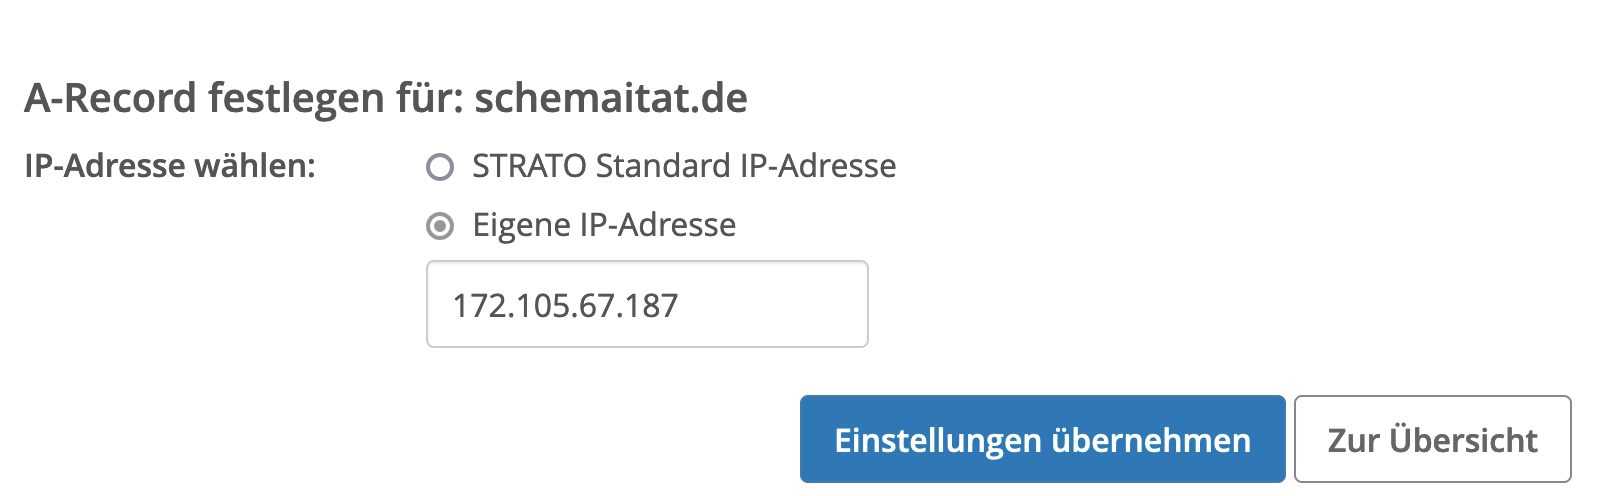 A-Record festlegen für: schemaitat.de
IP-Adresse wählen:
STRATO Standard IP-Adresse
Eigene IP-Adresse
172.105.67.187
Einstellungen übernehmen
Zur Übersicht